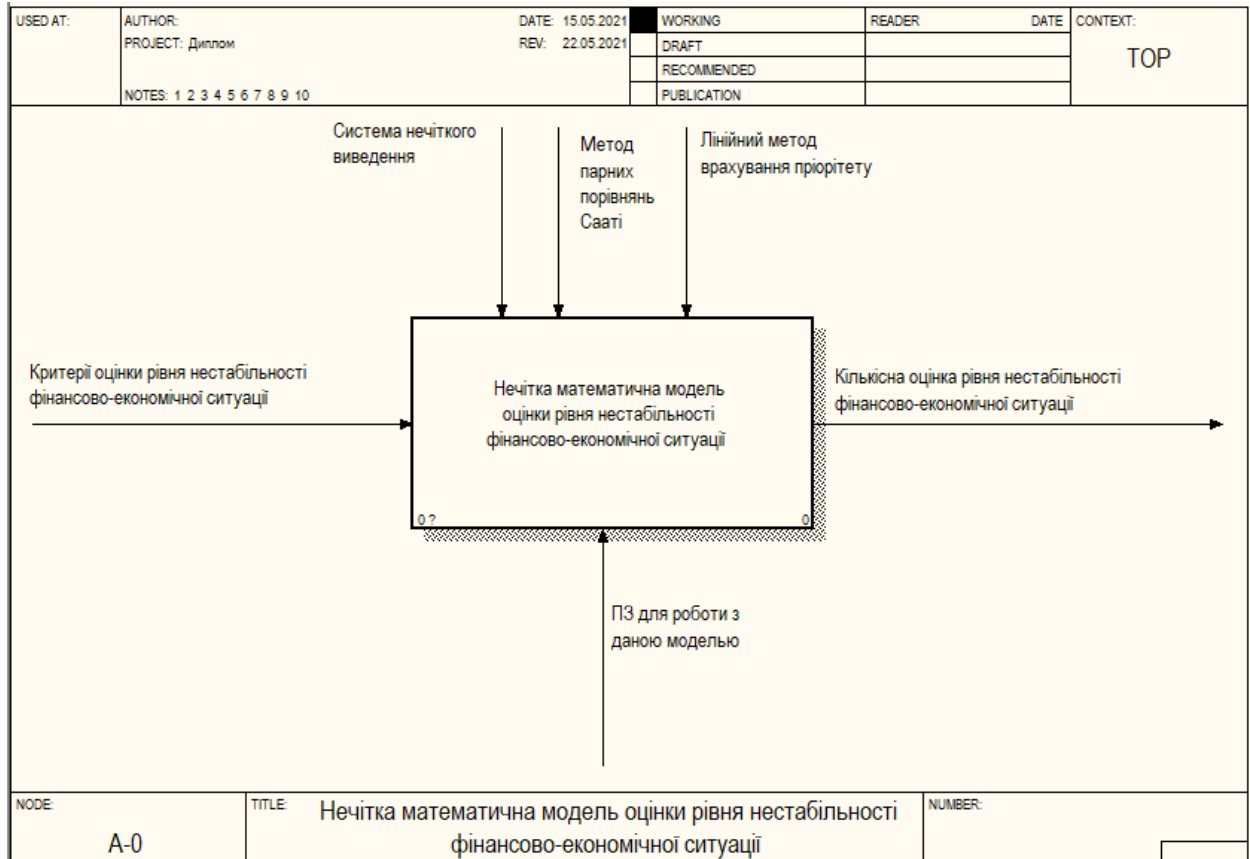 USED AT:
AUTHOR:
DATE: 15.05.2021
WORKING
READER
DATE
CONTEXT:
PROJECT: Диплом
REV: 22.05.2021
DRAFT
TOP
RECOMMENDED
NOTES: 1 2 3 4 5 6 7 8 9 10
PUBLICATION
Система нечіткого
виведення
Метод
парних
порівнянь
Сааті
Лінійний метод
врахування пріорітету
Критерії оцінки рівня нестабільності
фінансово-економічної ситуації
Нечітка математична модель
оцінки рівня нестабільності
фінансово-економічної ситуації
0 ?
0
Кількісна оцінка рівня нестабільності
фінансово-економічної ситуації
ПЗ для роботи з
даною моделью
NODE:
A-0
TITLE:
Нечітка математична модель оцінки рівня нестабільності
фінансово-економічної ситуації
NUMBER: